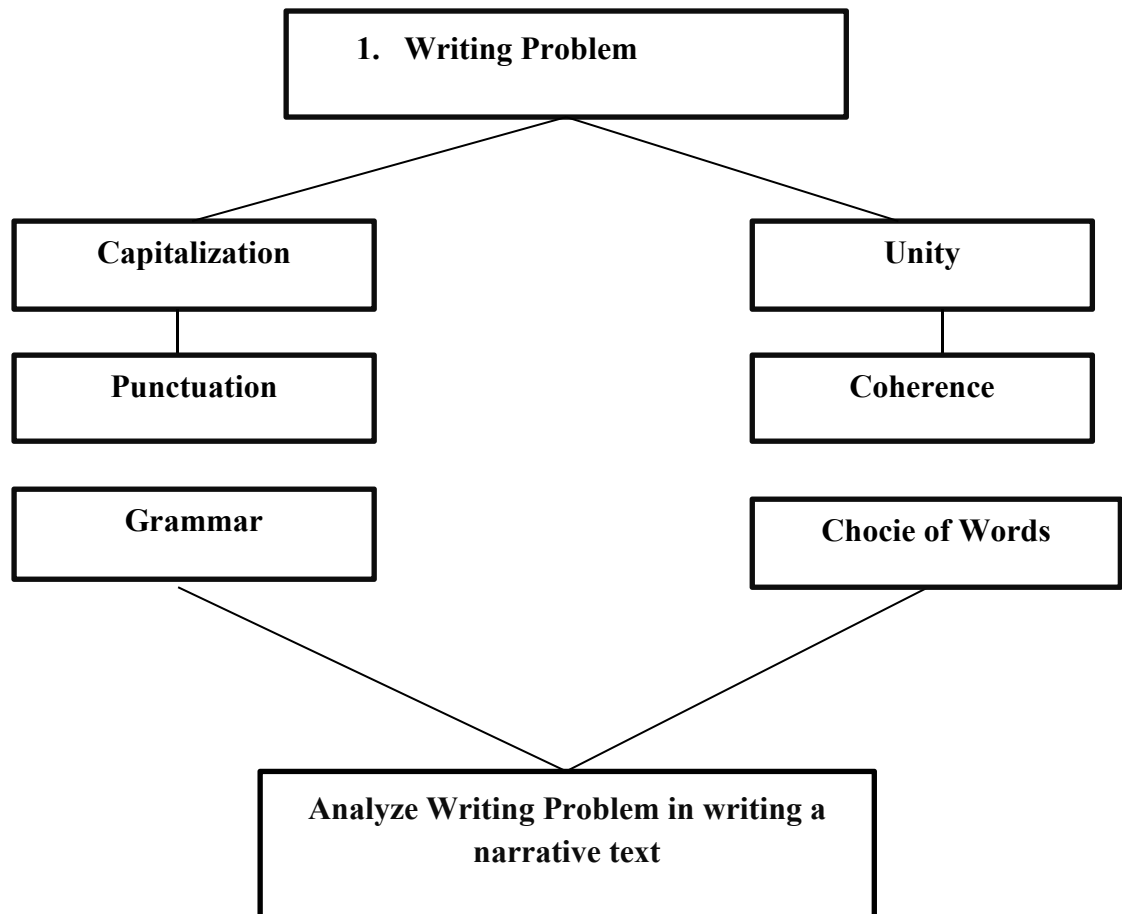 1. Writing Problem
Capitalization
Unity
Punctuation
Coherence
Grammar
Chocie of Words
Analyze Writing Problem in writing a
narrative text